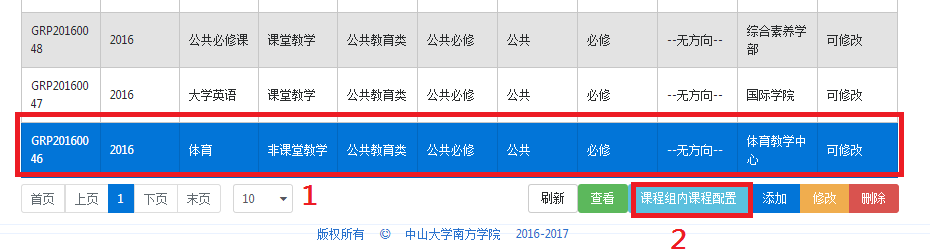 GRP20160048 2016 公共必修课 课堂教学 公共教育类 公共必修 公共 必修 --无方向-- 综合素养学部 可修改
GRP20160047 2016 大学英语 课堂教学 公共教育类 公共必修 公共 必修 --无方向-- 国际学院 可修改
GRP20160046 2016 体育 非课堂教学 公共教育类 公共必修 公共 必修 --无方向-- 体育教学中心 可修改
首页 上页 1 下页 末页 10 1 刷新 查看 课程组内课程配置 添加 修改 删除
版权所有 © 中山大学南方学院 2016-2017 2